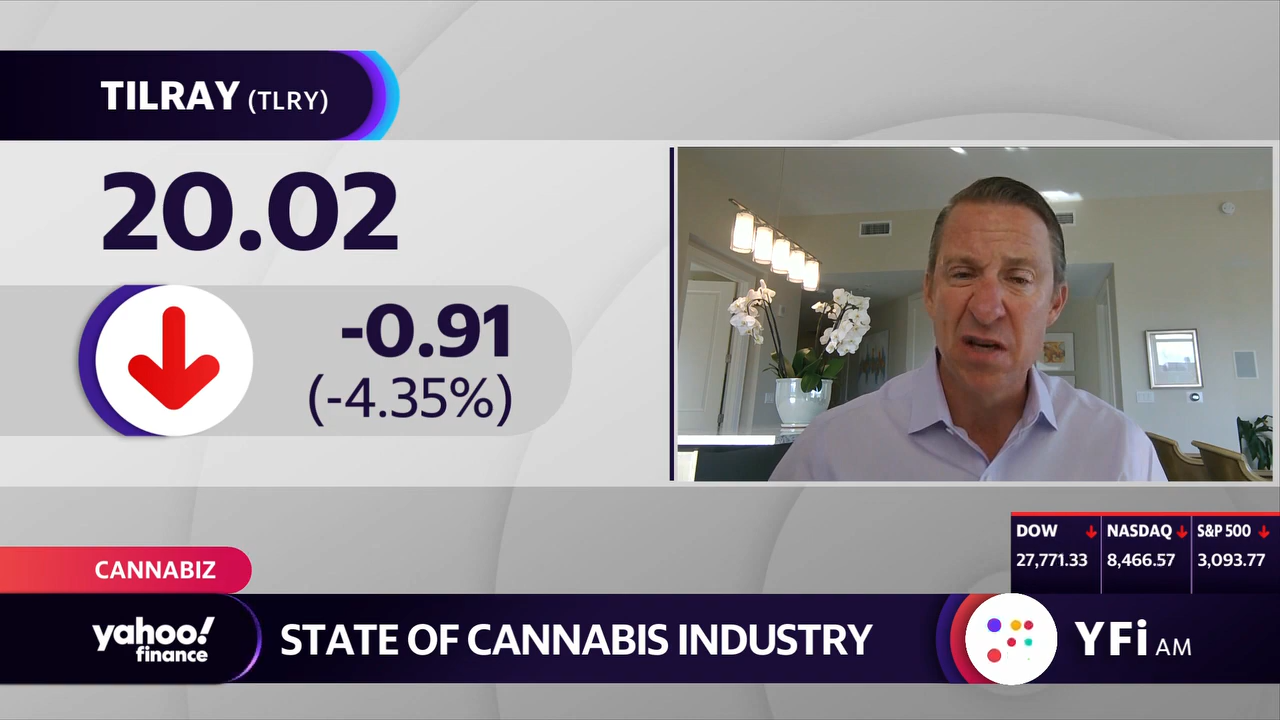 TILRAY (TLRY)
20.02
-0.91
(-4.35%)
DOW NASDAQ S&P 500
27,771.33 8,466.57 3,093.77
CANNABIZ
yahoo!
finance
STATE OF CANNABIS INDUSTRY
YFi AM